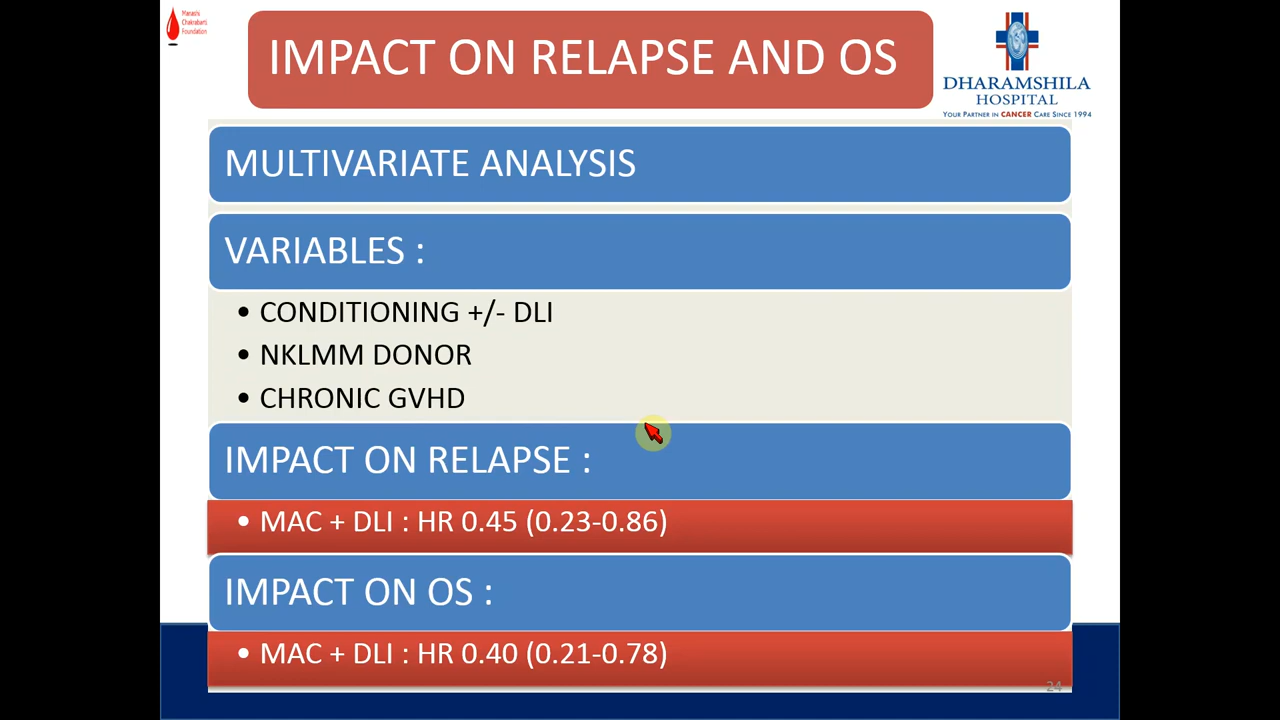 Manashi
Chakrabarti
Foundation
IMPACT ON RELAPSE AND OS
DHARAMSHILA
HOSPITAL
YOUR PARTNER IN CANCER CARE SINCE 1994
MULTIVARIATE ANALYSIS
VARIABLES :
• CONDITIONING +/- DLI
• NKLMM DONOR
• CHRONIC GVHD
IMPACT ON RELAPSE :
• MAC + DLI : HR 0.45 (0.23-0.86)
IMPACT ON OS :
• MAC + DLI : HR 0.40 (0.21-0.78)
24